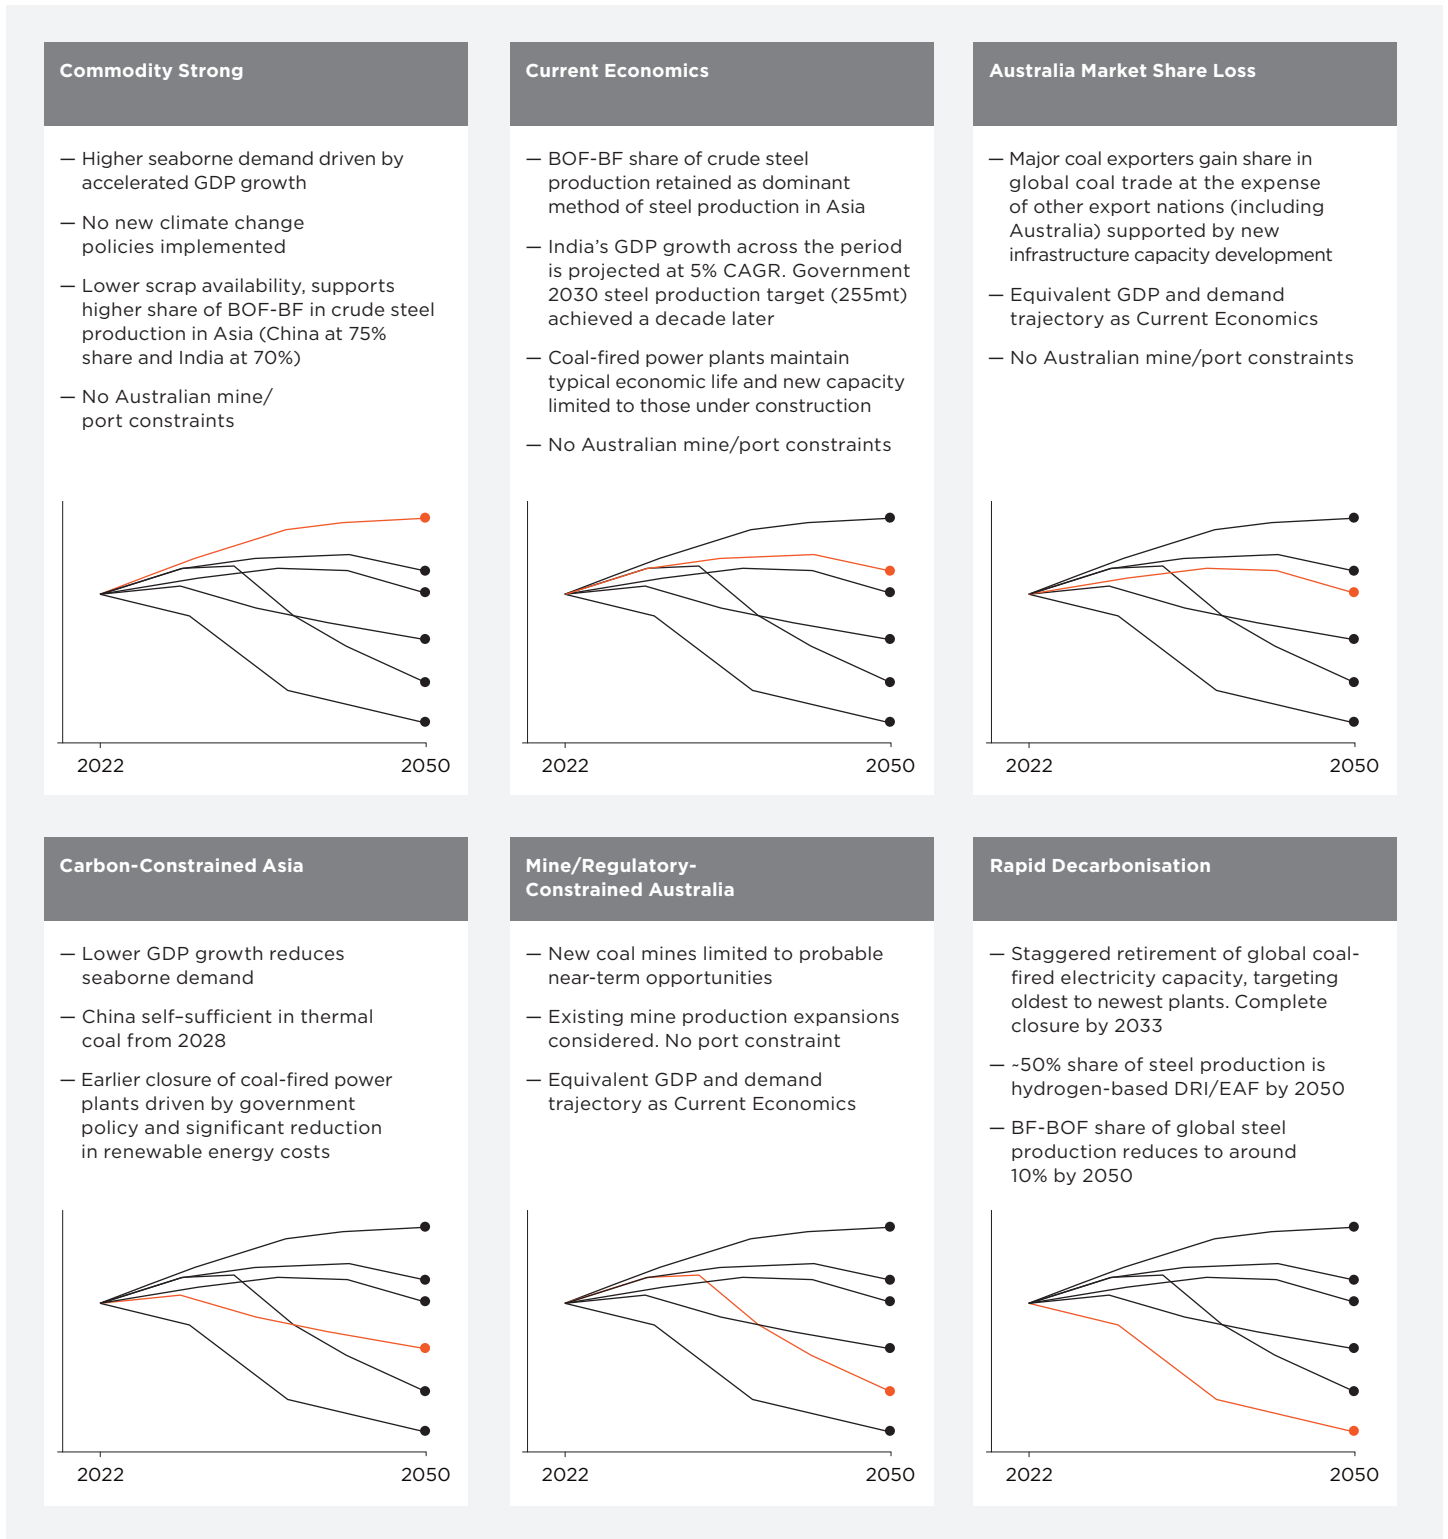 Commodity Strong
— Higher seaborne demand driven by
accelerated GDP growth
— No new climate change
policies implemented
— Lower scrap availability, supports
higher share of BOF-BF in crude steel
production in Asia (China at 75%
share and India at 70%)
— No Australian mine/
port constraints
2022
2050
Current Economics
— BOF-BF share of crude steel
production retained as dominant
method of steel production in Asia
— India’s GDP growth across the period
is projected at 5% CAGR. Government
2030 steel production target (255mt)
achieved a decade later
— Coal-fired power plants maintain
typical economic life and new capacity
limited to those under construction
— No Australian mine/port constraints
2022
2050
Australia Market Share Loss
— Major coal exporters gain share in
global coal trade at the expense
of other export nations (including
Australia) supported by new
infrastructure capacity development
— Equivalent GDP and demand
trajectory as Current Economics
— No Australian mine/port constraints
2022
2050
Carbon-Constrained Asia
— Lower GDP growth reduces
seaborne demand
— China self–sufficient in thermal
coal from 2028
— Earlier closure of coal-fired power
plants driven by government
policy and significant reduction
in renewable energy costs
2022
2050
Mine/Regulatory-
Constrained Australia
— New coal mines limited to probable
near-term opportunities
— Existing mine production expansions
considered. No port constraint
— Equivalent GDP and demand
trajectory as Current Economics
2022
2050
Rapid Decarbonisation
— Staggered retirement of global coal-
fired electricity capacity, targeting
oldest to newest plants. Complete
closure by 2033
— ~50% share of steel production is
hydrogen-based DRI/EAF by 2050
— BF-BOF share of global steel
production reduces to around
10% by 2050
2022
2050